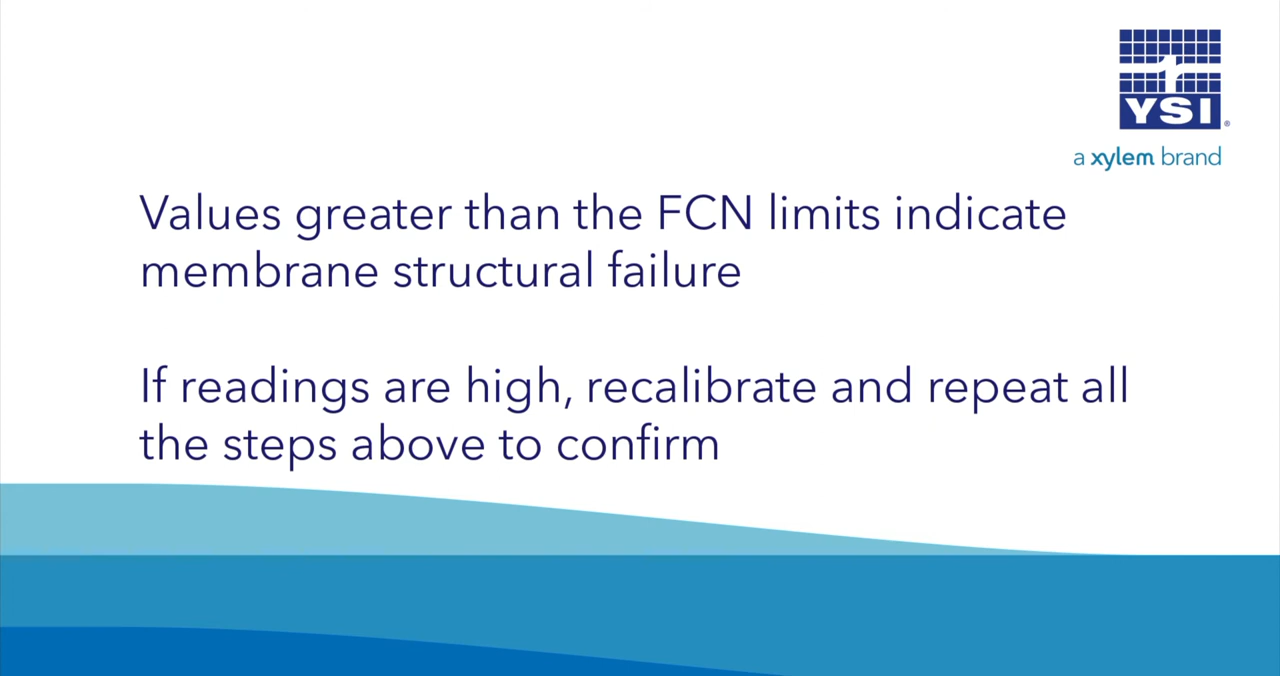 YSI
®
a xylem brand
Values greater than the FCN limits indicate
membrane structural failure
If readings are high, recalibrate and repeat all
the steps above to confirm